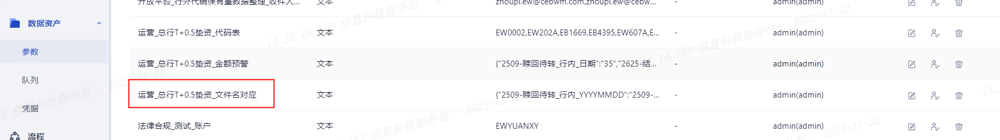 开放平台_行外代销保有量数据整理_收件人... 文本 zhoupl.ew@cebwm.com,zhoupl.ew@cebw... - admin(admin)
数据资产
运营_总行T+0.5垫资_代码表 文本 EW0002,EW202A,EB1669,EB4395,EW607A,E... - admin(admin)
参数
运营_总行T+0.5垫资_金额预警 文本 {"2509-赎回待转_行内_日期":"35","2625-结... - admin(admin)
队列
运营_总行T+0.5垫资_文件名对应 文本 {"2509-赎回待转_行内_YYYYMMDD":"2509-... - admin(admin)
凭据
法律合规_测试_账户 文本 EWYUANXY - admin(admin)
流程
14.16.14.155 信息科技部外包- 2023-11-22